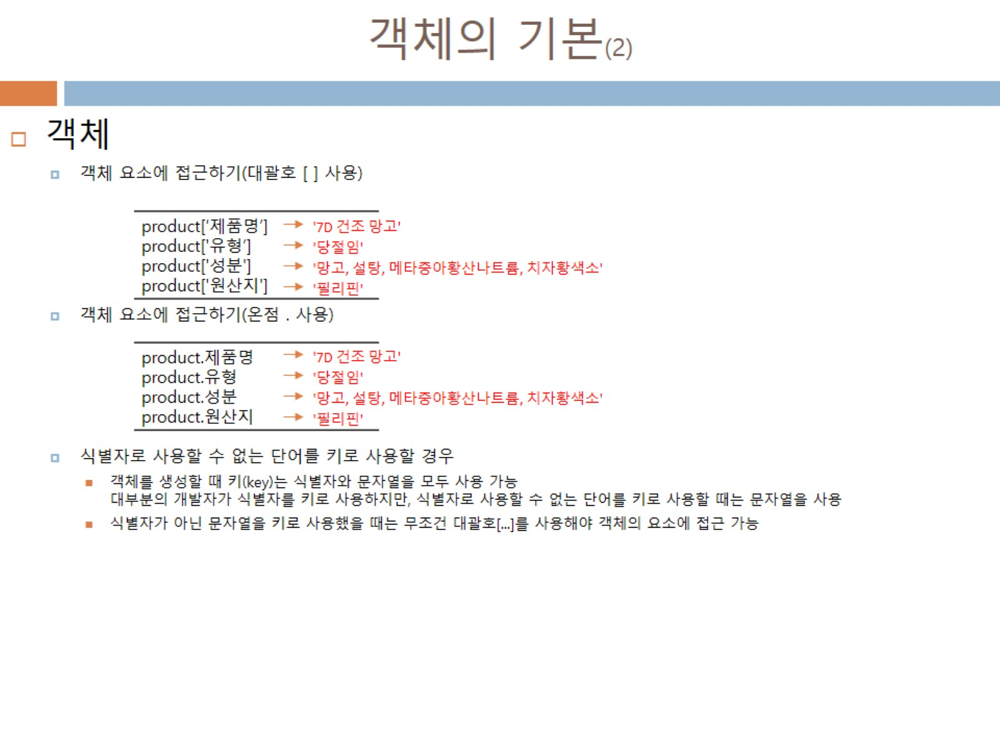 객체의 기본(2)
객체
객체 요소에 접근하기(대괄호 [ ] 사용)
product[‘제품명’] → '7D 건조 망고'
product['유형’] → '당절임'
product['성분'] → '망고, 설탕, 메타중아황산나트륨, 치자황색소'
product['원산지'] → '필리핀'
객체 요소에 접근하기(온점 . 사용)
product.제품명 → '7D 건조 망고'
product.유형 → '당절임'
product.성분 → '망고, 설탕, 메타중아황산나트륨, 치자황색소'
product.원산지 → '필리핀'
식별자로 사용할 수 없는 단어를 키로 사용할 경우
객체를 생성할 때 키(key)는 식별자와 문자열을 모두 사용 가능
대부분의 개발자가 식별자를 키로 사용하지만, 식별자로 사용할 수 없는 단어를 키로 사용할 때는 문자열을 사용
식별자가 아닌 문자열을 키로 사용했을 때는 무조건 대괄호[...]를 사용해야 객체의 요소에 접근 가능